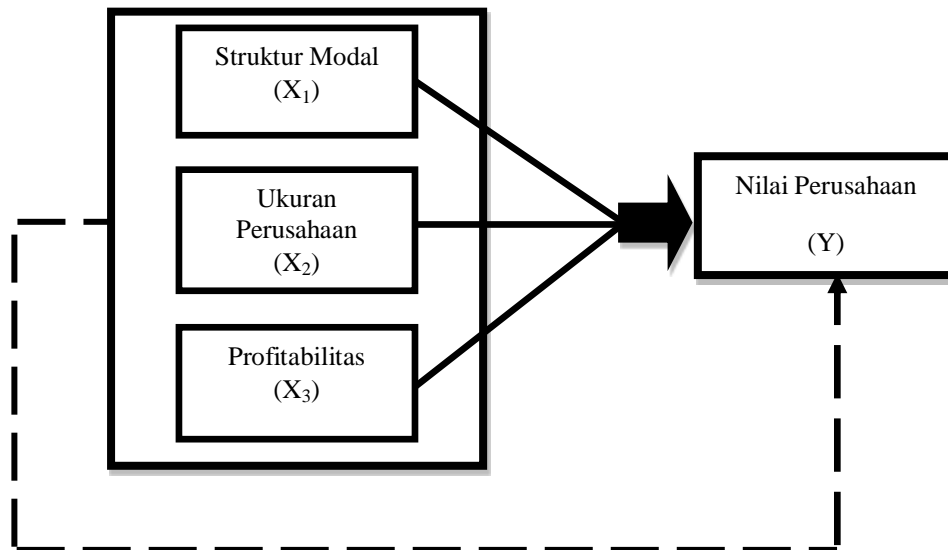 Struktur Modal
(X₁)
Ukuran
Perusahaan
(X₂)
Profitabilitas
(X₃)
Nilai Perusahaan
(Y)